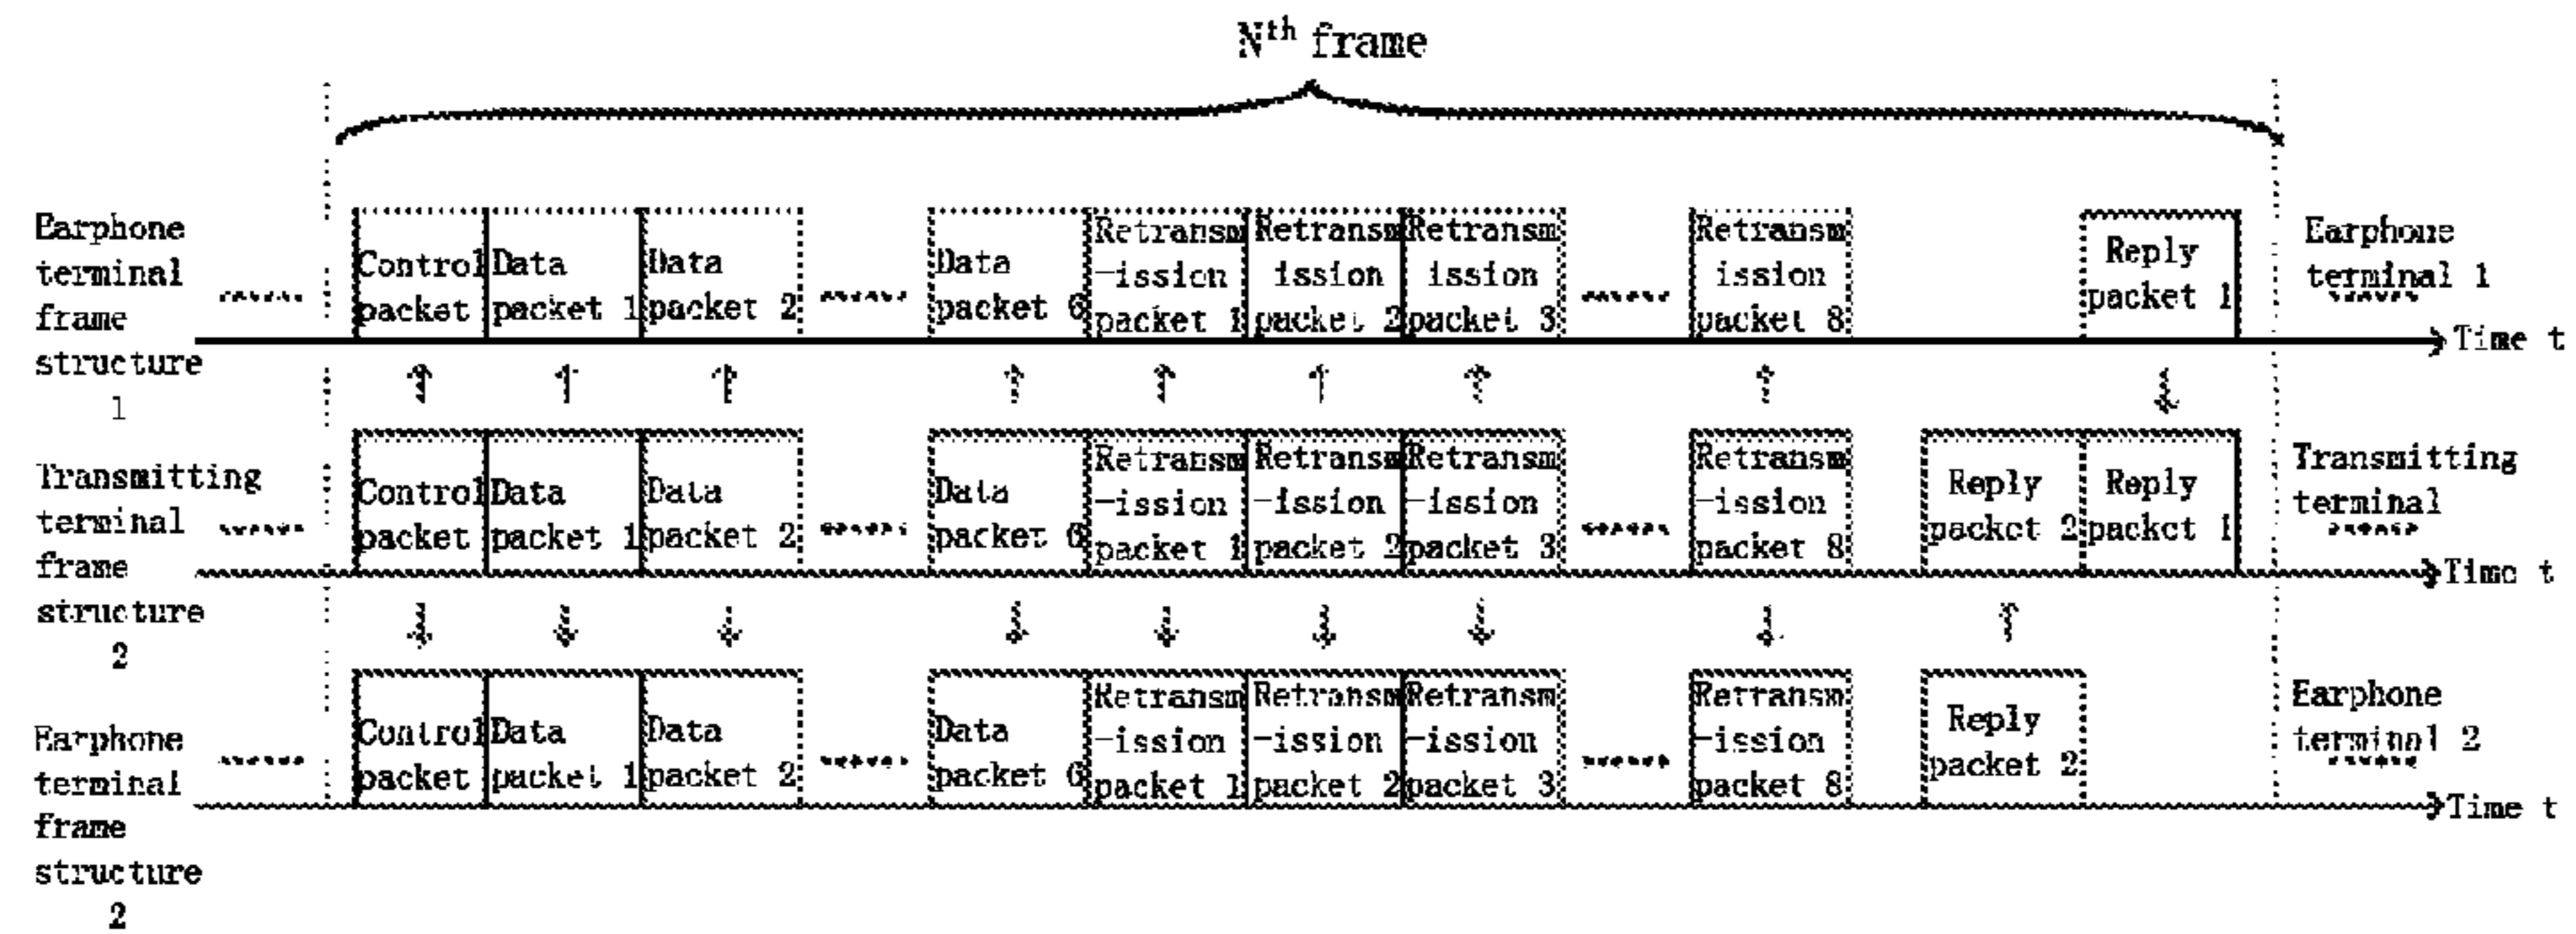 Nth frame
Earphone
terminal
frame
structure
1
Control
packet
Data
packet 1
Data
packet 2
Data
packet 6
Retransm
-ission
packet 1
Retransm
ission
packet 2
Retransm
ission
packet 3
Retransm
ission
packet 8
Reply
packet 1
Earphone
terminal 1
Time t
Transmitting
terminal
frame
structure
2
Control
packet
Data
packet 1
Data
packet 2
Data
packet 6
Retransm
-ission
packet 1
Retransm
-ission
packet 2
Retransm
-ission
packet 3
Retransm
-ission
packet 8
Reply
packet 2
Reply
packet 1
Transmitting
terminal
Time t
Earphone
terminal
frame
structure
2
Control
packet
Data
packet 1
Data
packet 2
Data
packet 6
Retransm
-ission
packet 1
Retransm
-ission
packet 2
Retransm
-ission
packet 3
Retransm
-ission
packet 8
Reply
packet 2
Earphone
terminal 2
Time t